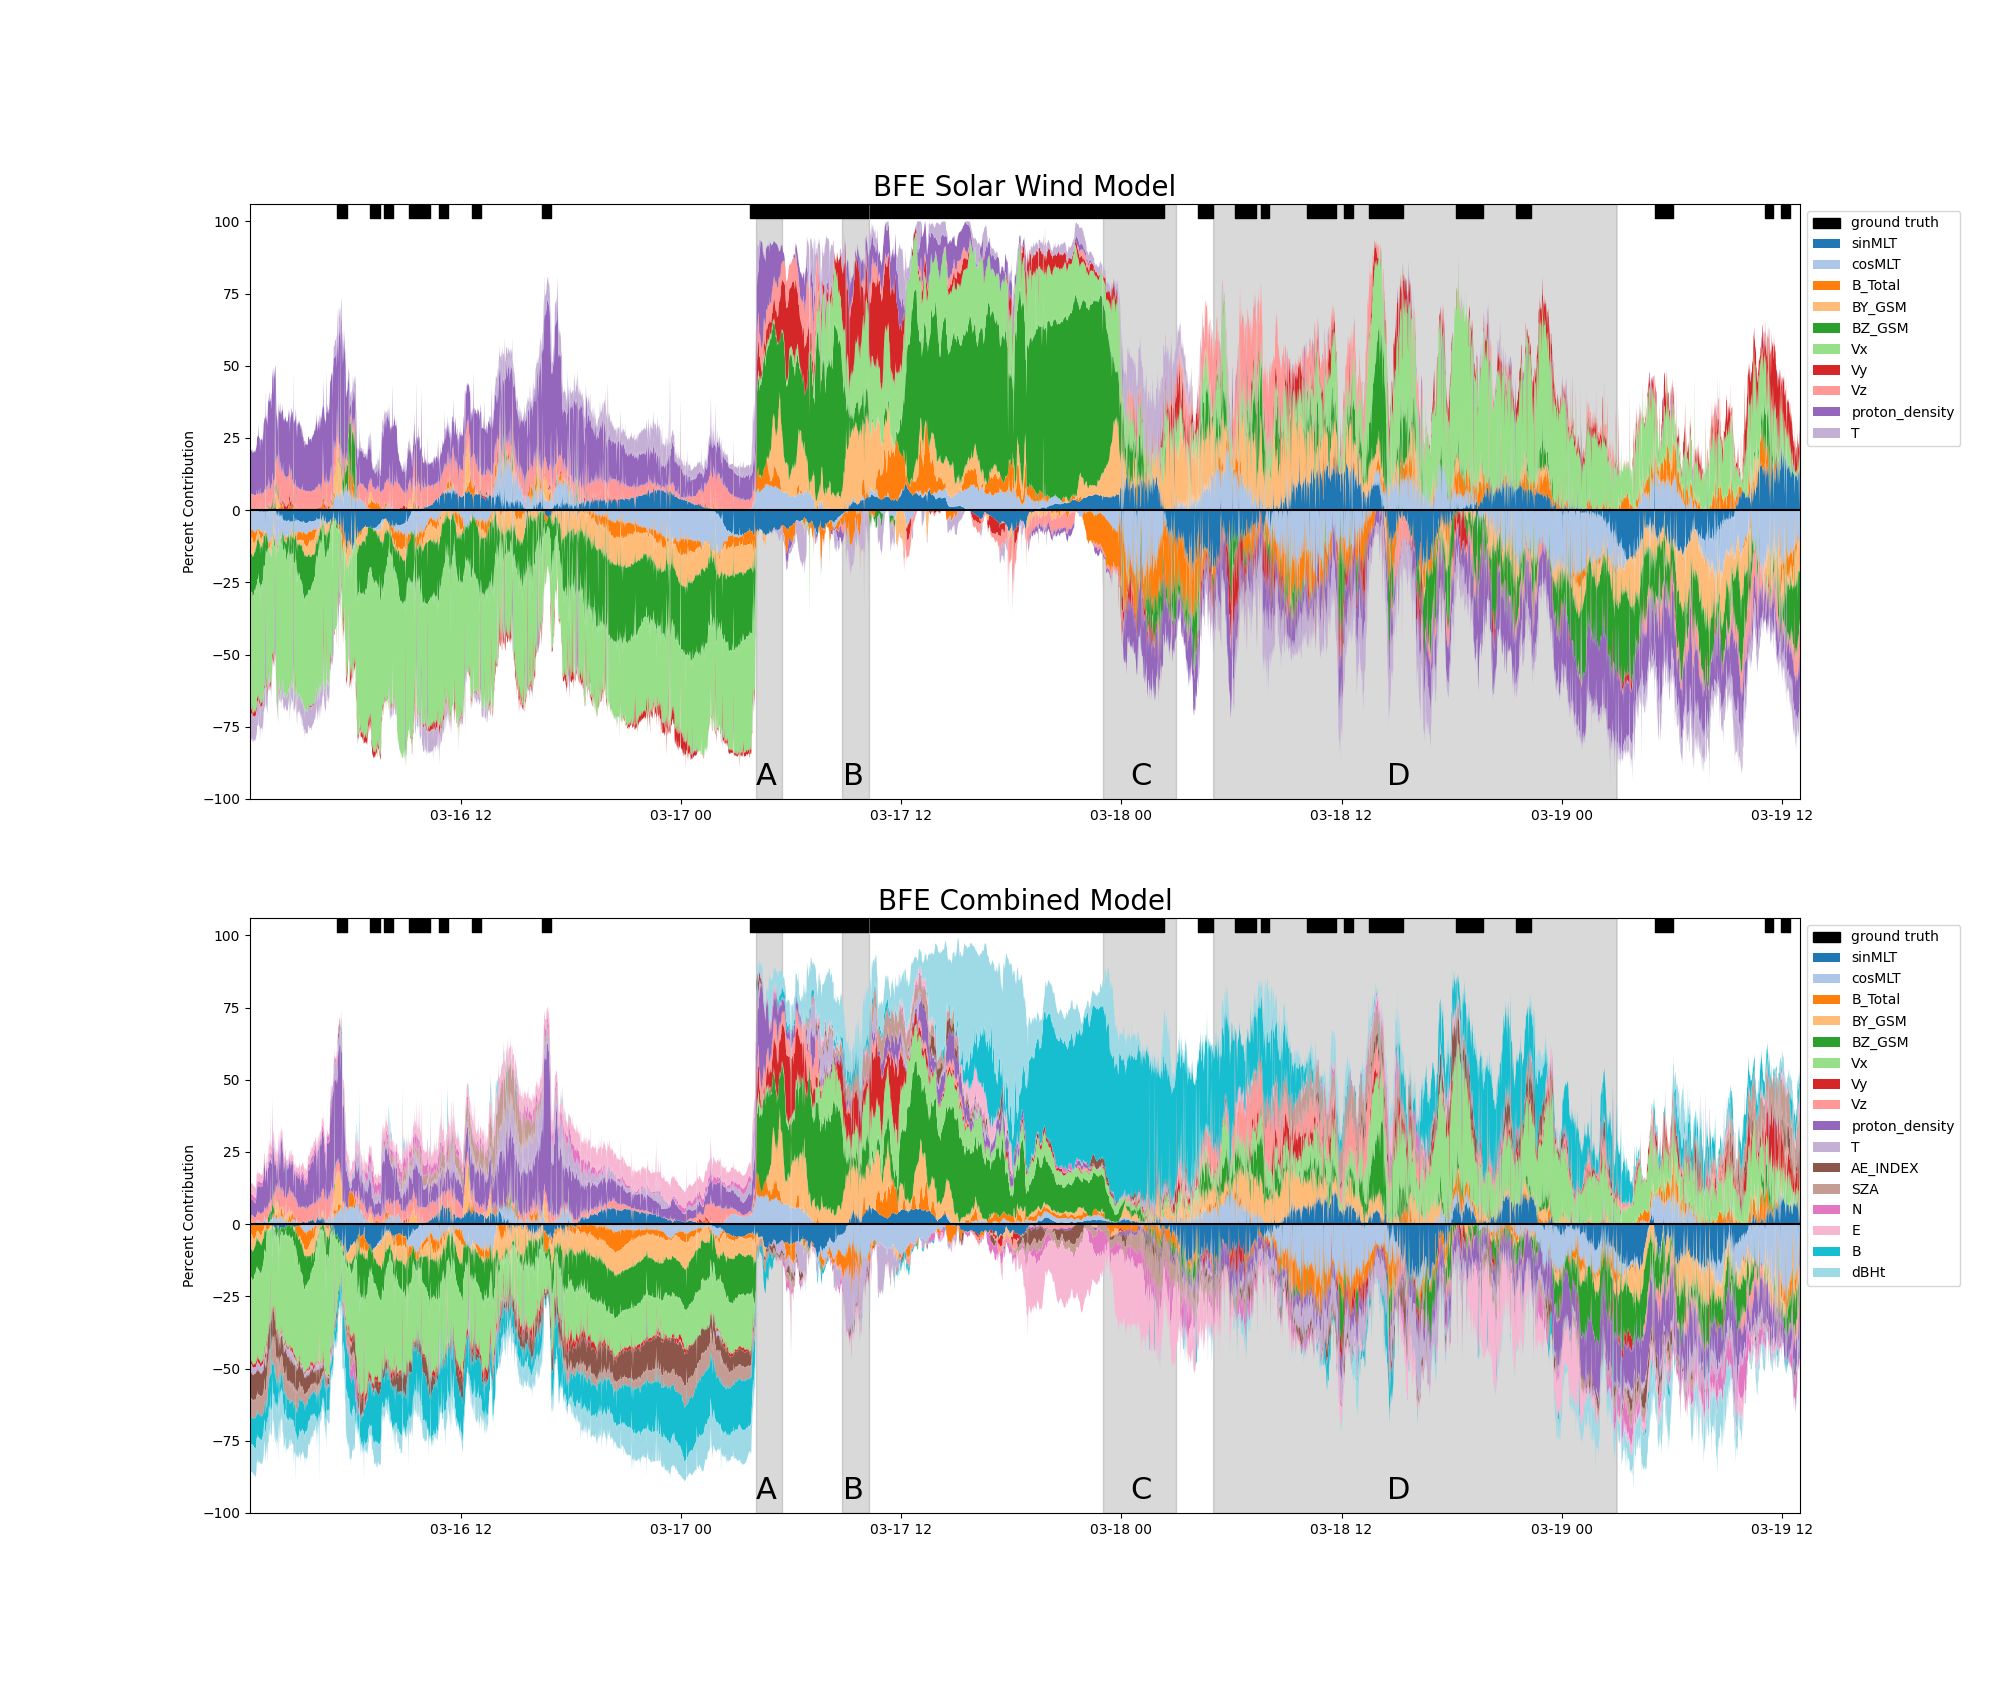 BFE Solar Wind Model
Percent Contribution
100
75
50
25
0
−25
−50
−75
−100
A
B
C
D
03-16 12
03-17 00
03-17 12
03-18 00
03-18 12
03-19 00
03-19 12
ground truth
sinMLT
cosMLT
B_Total
BY_GSM
BZ_GSM
Vx
Vy
Vz
proton_density
T
BFE Combined Model
Percent Contribution
100
75
50
25
0
−25
−50
−75
−100
A
B
C
D
03-16 12
03-17 00
03-17 12
03-18 00
03-18 12
03-19 00
03-19 12
ground truth
sinMLT
cosMLT
B_Total
BY_GSM
BZ_GSM
Vx
Vy
Vz
proton_density
T
AE_INDEX
SZA
N
E
B
dBHt